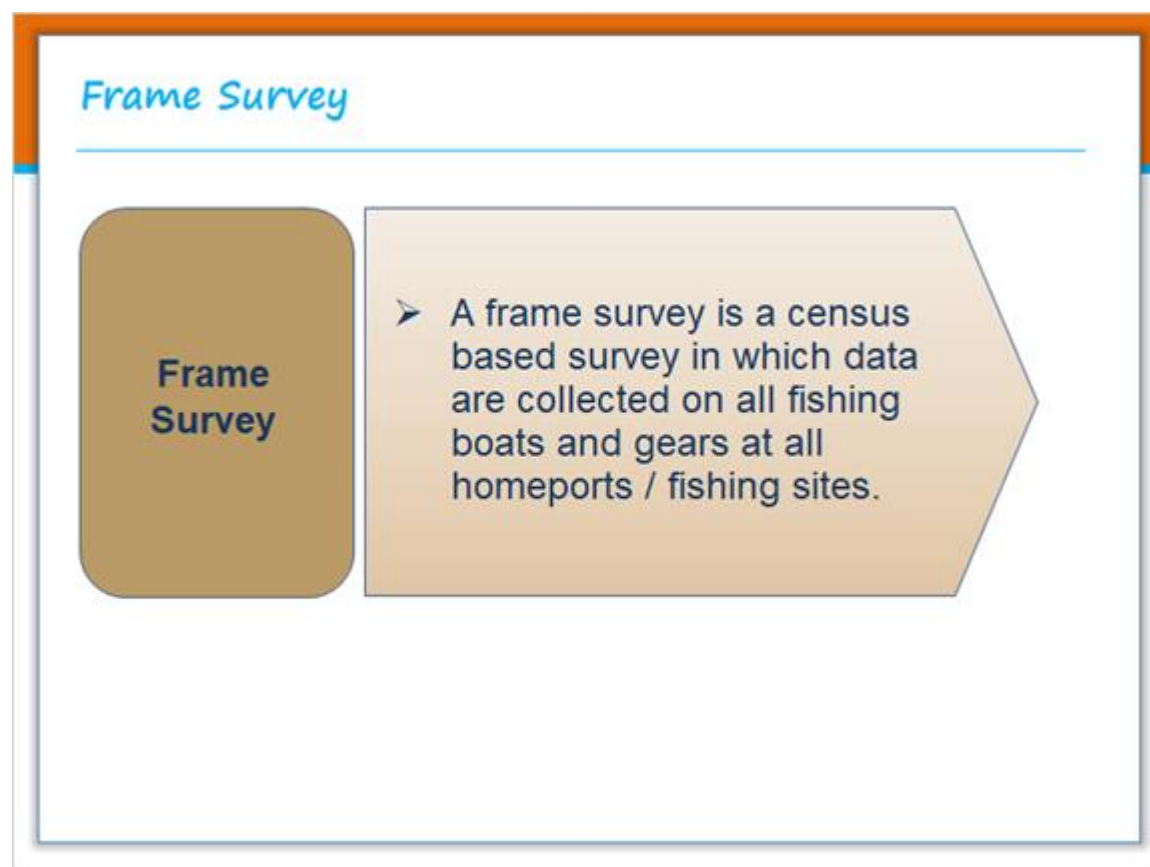 Frame Survey
Frame
Survey
➢ A frame survey is a census
based survey in which data
are collected on all fishing
boats and gears at all
homeports / fishing sites.